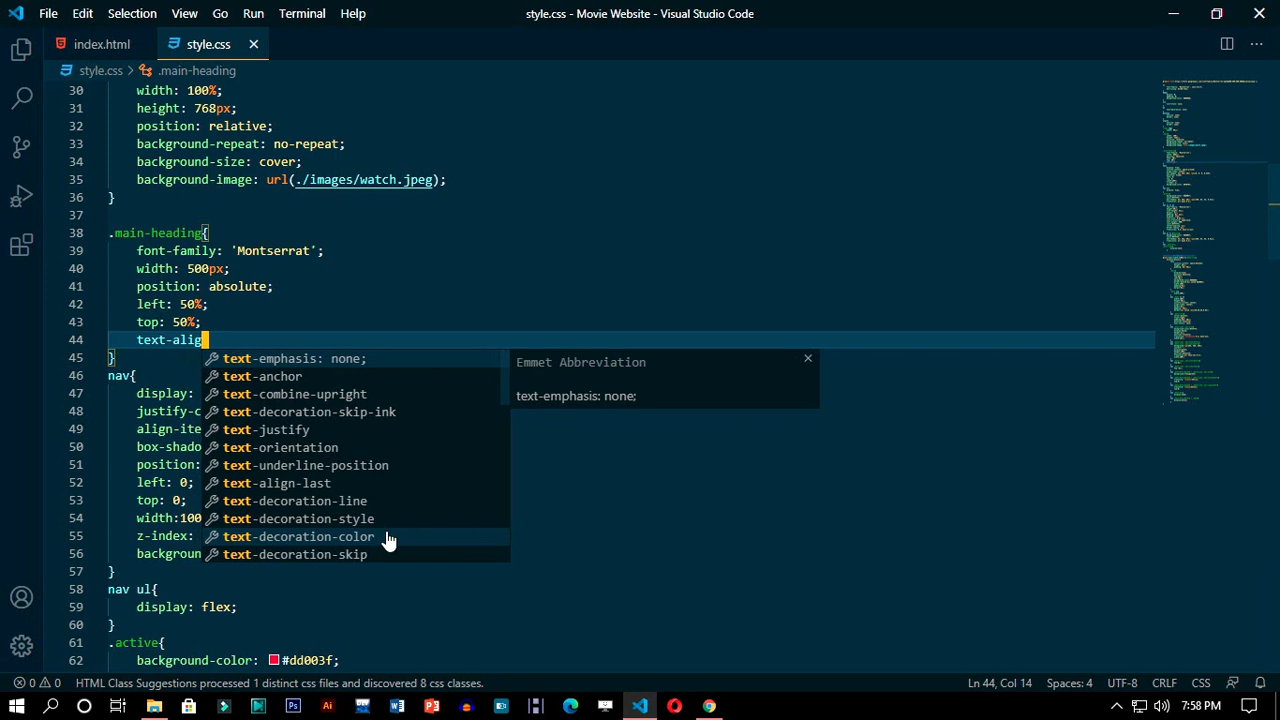 File Edit Selection View Go Run Terminal Help style.css - Movie Website - Visual Studio Code
index.html style.css
style.css > .main-heading
30 width: 100%;
31 height: 768px;
32 position: relative;
33 background-repeat: no-repeat;
34 background-size: cover;
35 background-image: url(./images/watch.jpeg);
36 }
37
38 .main-heading{
39 font-family: 'Montserrat';
40 width: 500px;
41 position: absolute;
42 left: 50%;
43 top: 50%;
44 text-alig
45 }
46 nav{
47 display:
48 justify-c
49 align-ite
50 box-shado
51 position:
52 left: 0;
53 top: 0;
54 width:100
55 z-index:
56 backgroun
57 }
58 nav ul{
59 display: flex;
60 }
61 .active{
62 background-color: #dd003f;
text-emphasis: none;
text-anchor
text-combine-upright
text-decoration-skip-ink
text-justify
text-orientation
text-underline-position
text-align-last
text-decoration-line
text-decoration-style
text-decoration-color
text-decoration-skip
Emmet Abbreviation
text-emphasis: none;
0 0 HTML Class Suggestions processed 1 distinct css files and discovered 8 css classes. Ln 44, Col 14 Spaces: 4 UTF-8 CRLF CSS
7:58 PM